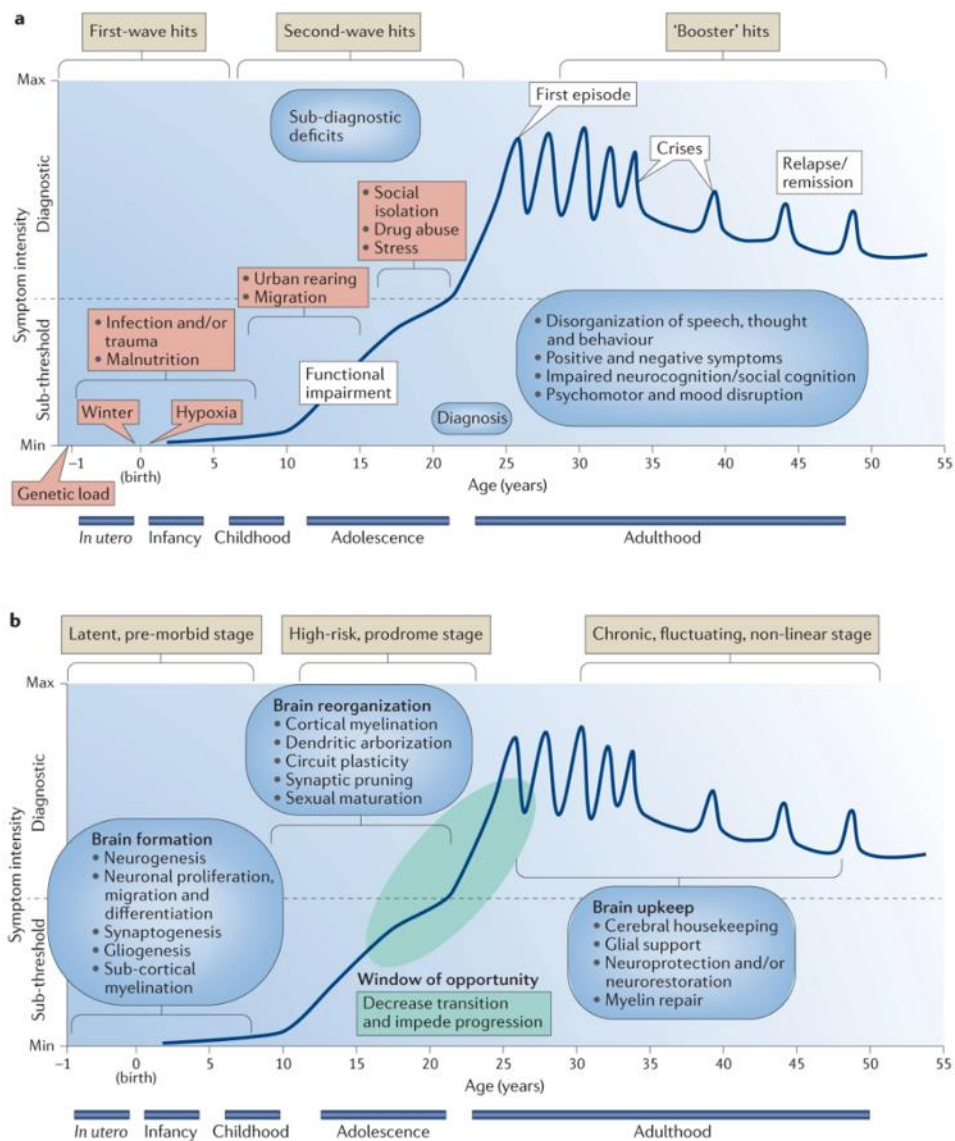 a
First-wave hits
Second-wave hits
‘Booster’ hits
Max
Diagnostic
Symptom intensity
Sub-threshold
Min
Sub-diagnostic
deficits
First episode
Crises
Relapse/
remission
• Social
isolation
• Drug abuse
• Stress
• Urban rearing
• Migration
• Infection and/or
trauma
• Malnutrition
Winter
Hypoxia
Functional
impairment
Diagnosis
• Disorganization of speech, thought
and behaviour
• Positive and negative symptoms
• Impaired neurocognition/social cognition
• Psychomotor and mood disruption
–1 0 5 10 15 20 25 30 35 40 45 50 55
(birth)
Age (years)
Genetic load
In utero Infancy Childhood Adolescence Adulthood
b
Latent, pre-morbid stage
High-risk, prodrome stage
Chronic, fluctuating, non-linear stage
Max
Diagnostic
Symptom intensity
Sub-threshold
Min
Brain reorganization
• Cortical myelination
• Dendritic arborization
• Circuit plasticity
• Synaptic pruning
• Sexual maturation
Brain formation
• Neurogenesis
• Neuronal proliferation,
migration and
differentiation
• Synaptogenesis
• Gliogenesis
• Sub-cortical
myelination
Window of opportunity
Decrease transition
and impede progression
Brain upkeep
• Cerebral housekeeping
• Glial support
• Neuroprotection and/or
neurorestoration
• Myelin repair
–1 0 5 10 15 20 25 30 35 40 45 50 55
(birth)
Age (years)
In utero Infancy Childhood Adolescence Adulthood